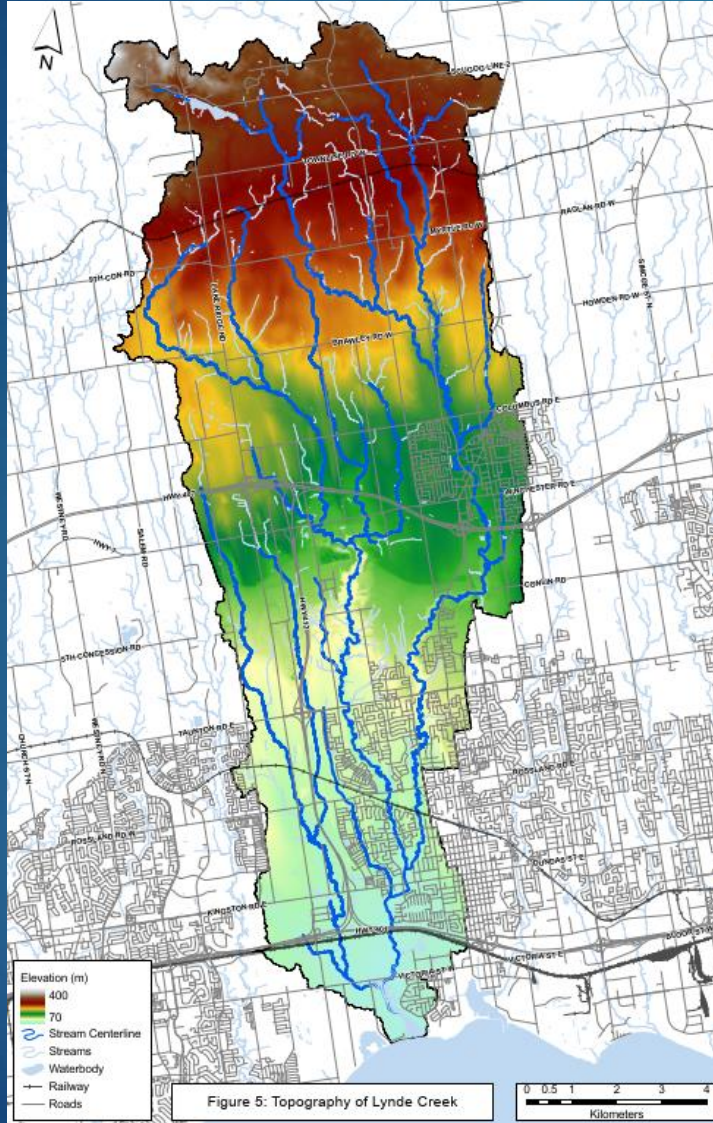 N
SCUGOG LINE 2
TOWNLINE RD W
RAGLAN RD W
MYRTLE RD W
SIMCOE ST N
5TH CON RD
LAKE RIDGE RD
HOWDEN RD W
BRAWLEY RD W
COLUMBUS RD E
WINCHESTER RD E
HWY 407
WESTNEY RD
HWY 7
SALEM RD
CONLIN RD
HWY 412
5TH CONCESSION RD
TAUNTON RD E
WESTNEY RD N
CHURCH ST N
ROSSLAND RD E
ROSSLAND RD W
DUNDAS ST E
KINGSTON RD E
HWY 401
BLOOR ST W
VICTORIA ST E
VICTORIA ST W
Elevation (m)
400
70
Stream Centerline
Streams
Waterbody
Railway
Roads
Figure 5: Topography of Lynde Creek
0 0.5 1 2 3 4
Kilometers